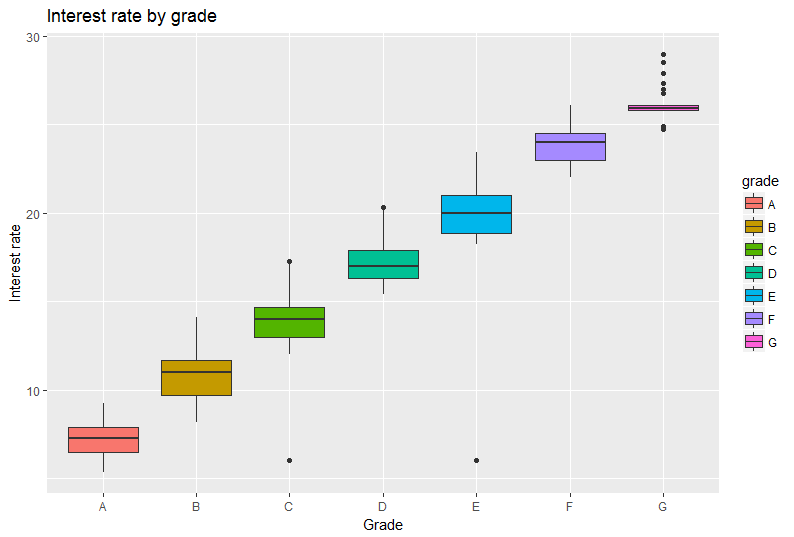 Interest rate by grade
30
20
10
Interest rate
A B C D E F G
Grade
grade
A
B
C
D
E
F
G